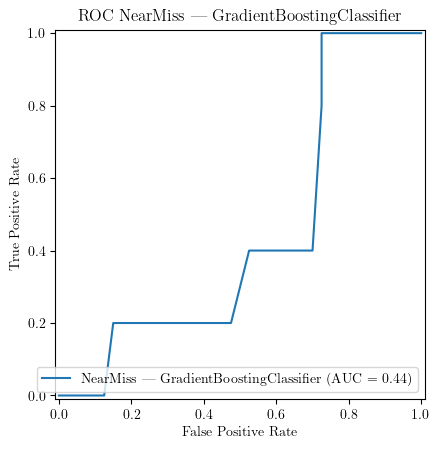 ROC NearMiss — GradientBoostingClassifier
True Positive Rate
1.0
0.8
0.6
0.4
0.2
0.0
NearMiss — GradientBoostingClassifier (AUC = 0.44)
0.0 0.2 0.4 0.6 0.8 1.0
False Positive Rate